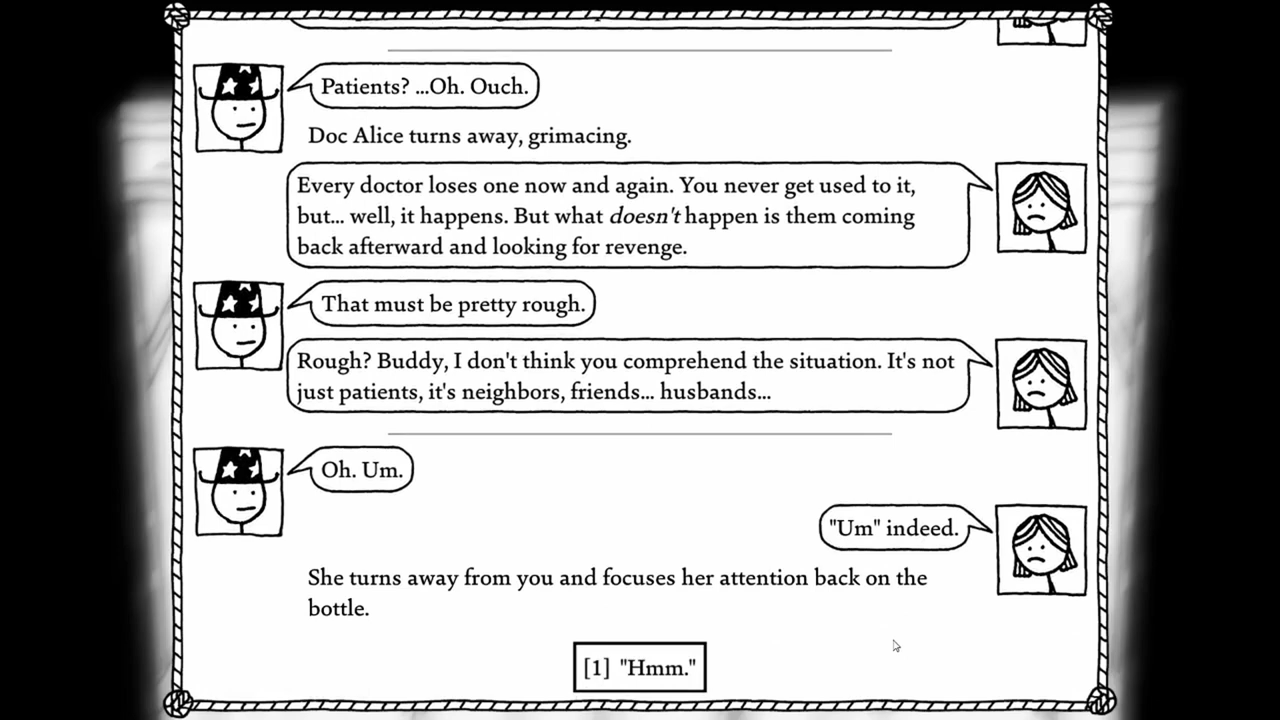 Patients? ...Oh. Ouch.
Doc Alice turns away, grimacing.
Every doctor loses one now and again. You never get used to it,
but... well, it happens. But what doesn't happen is them coming
back afterward and looking for revenge.
That must be pretty rough.
Rough? Buddy, I don't think you comprehend the situation. It's not
just patients, it's neighbors, friends... husbands...
Oh. Um.
"Um" indeed.
She turns away from you and focuses her attention back on the
bottle.
[1] "Hmm."